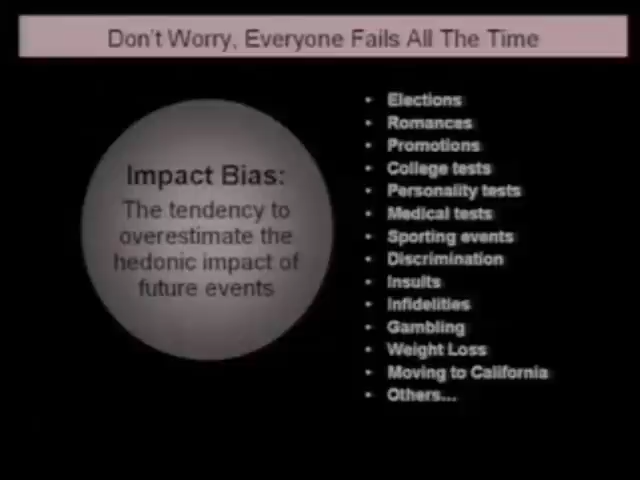 Don't Worry, Everyone Fails All The Time
Impact Bias:
The tendency to
overestimate the
hedonic impact of
future events
• Elections
• Romances
• Promotions
• College tests
• Personality tests
• Medical tests
• Sporting events
• Discrimination
• Insults
• Infidelities
• Gambling
• Weight Loss
• Moving to California
• Others...